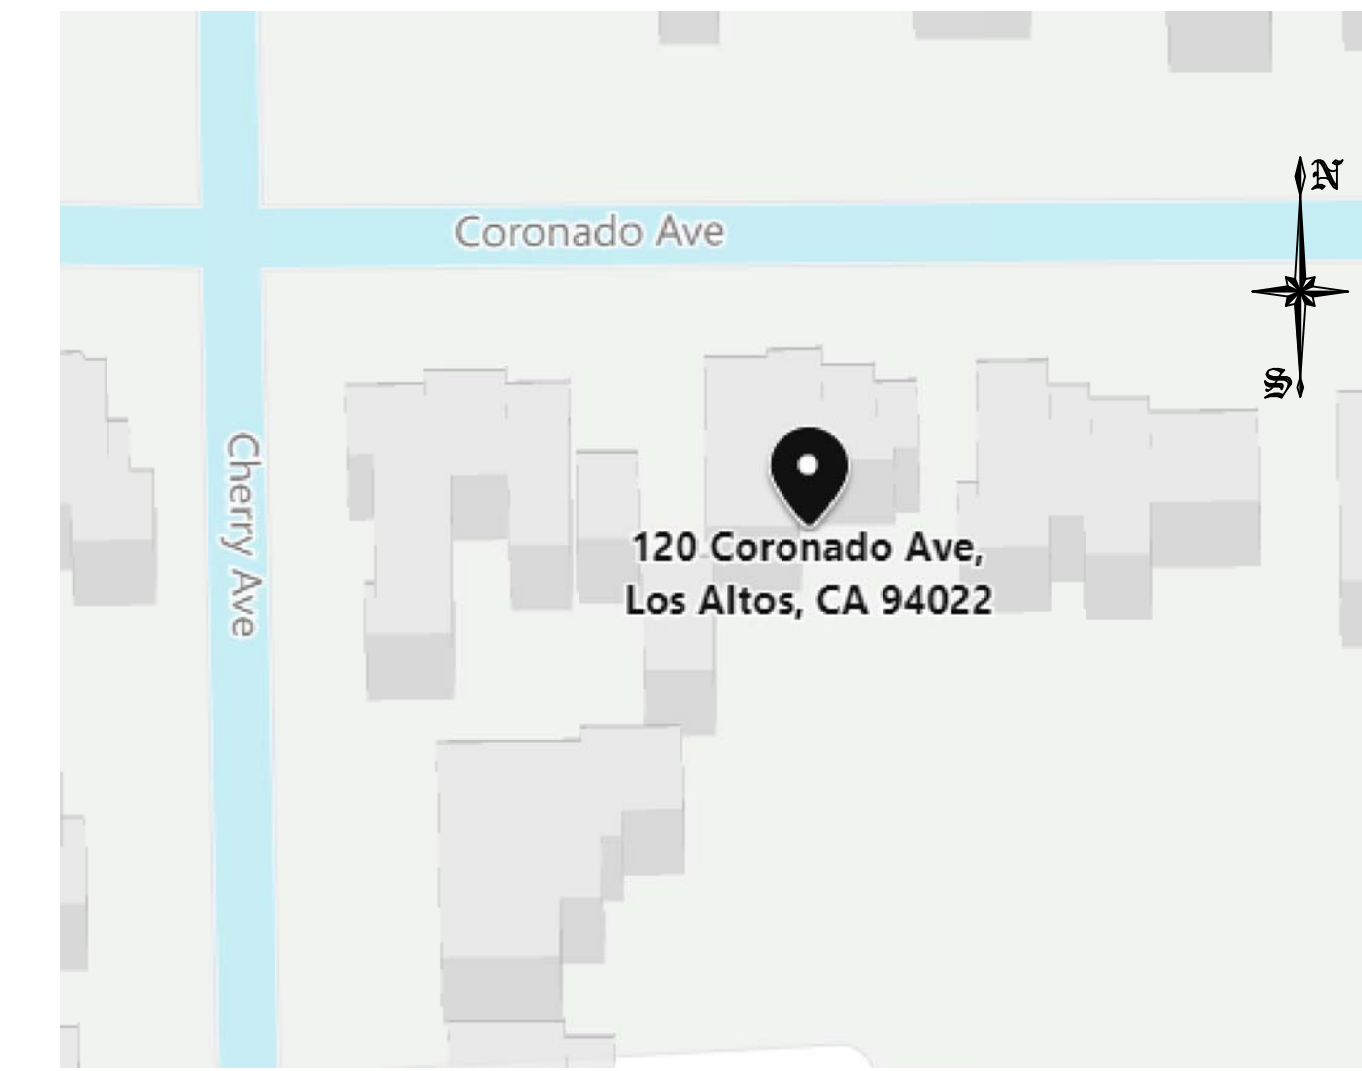 N
Coronado Ave
S
Cherry Ave
120 Coronado Ave,
Los Altos, CA 94022